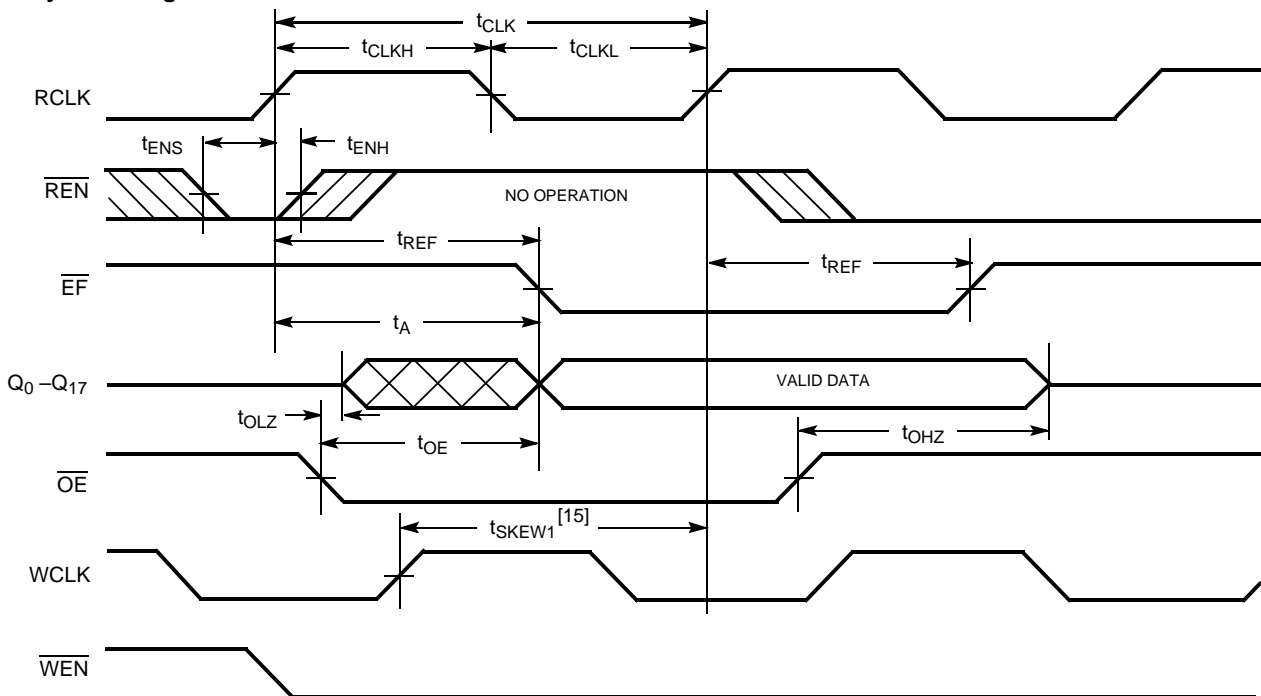 tCLK
tCLKH
tCLKL
RCLK
tENS
tENH
REN
NO OPERATION
tREF
tREF
EF
tA
Q0 –Q17
VALID DATA
tOLZ
tOE
tOHZ
OE
tSKEW1[15]
WCLK
WEN